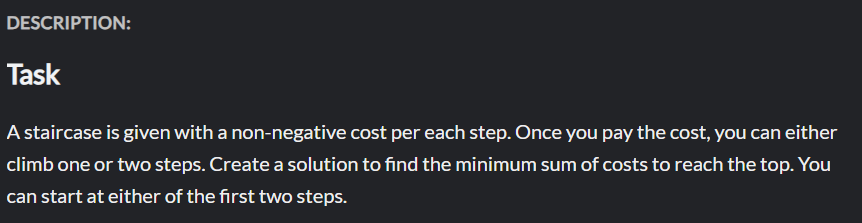 DESCRIPTION:
Task
A staircase is given with a non-negative cost per each step. Once you pay the cost, you can either
climb one or two steps. Create a solution to find the minimum sum of costs to reach the top. You
can start at either of the first two steps.